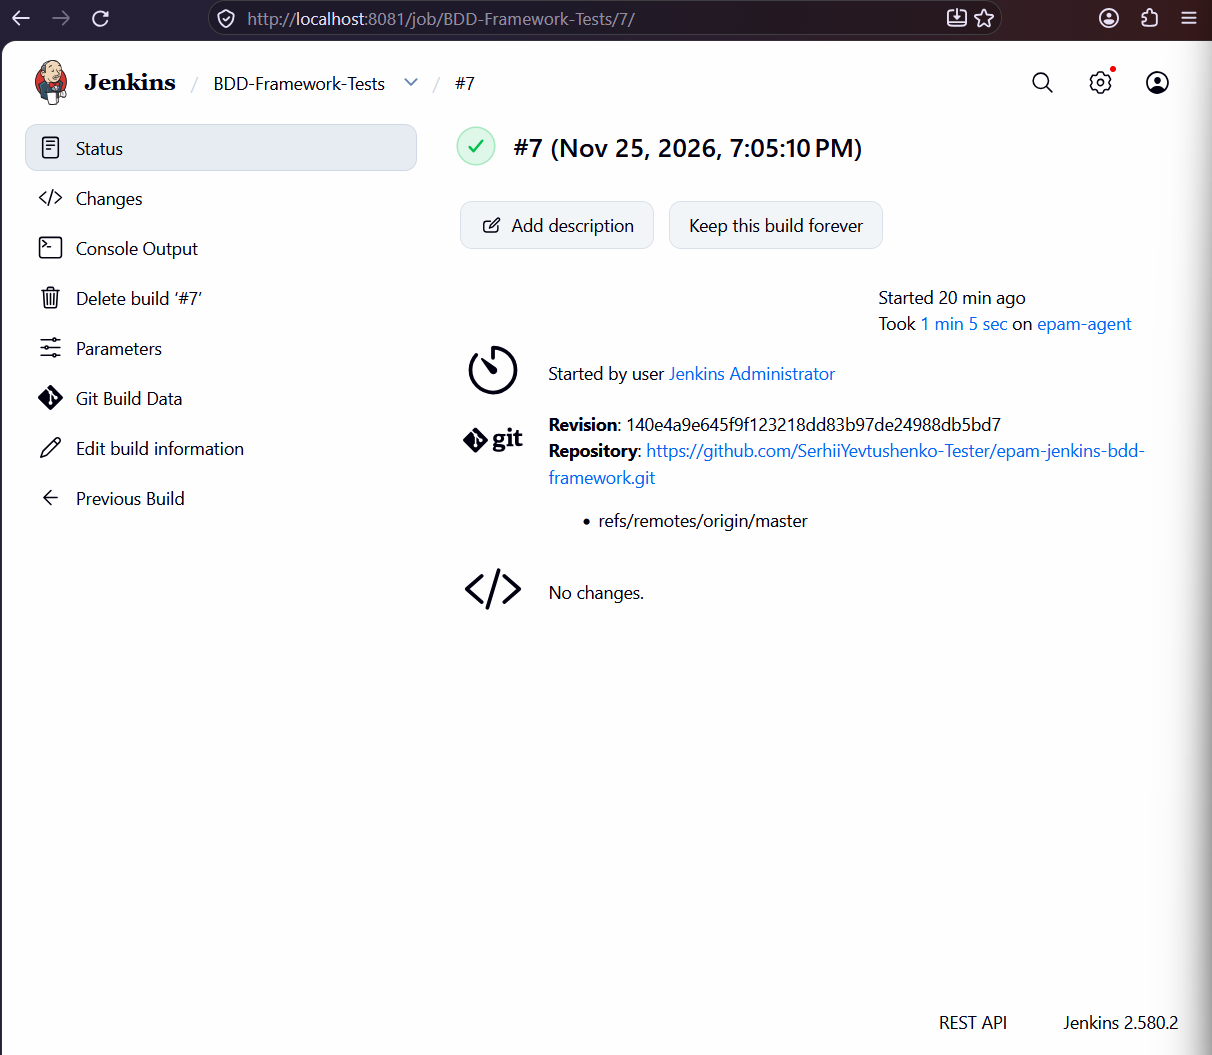 http://localhost:8081/job/BDD-Framework-Tests/7/
Jenkins / BDD-Framework-Tests / #7
Status
Changes
Console Output
Delete build ‘#7’
Parameters
Git Build Data
Edit build information
Previous Build
#7 (Nov 25, 2026, 7:05:10 PM)
Add description
Keep this build forever
Started 20 min ago
Took 1 min 5 sec on epam-agent
Started by user Jenkins Administrator
git
Revision: 140e4a9e645f9f123218dd83b97de24988db5bd7
Repository: https://github.com/SerhiiYevtushenko-Tester/epam-jenkins-bdd-
framework.git
• refs/remotes/origin/master
No changes.
REST API
Jenkins 2.580.2